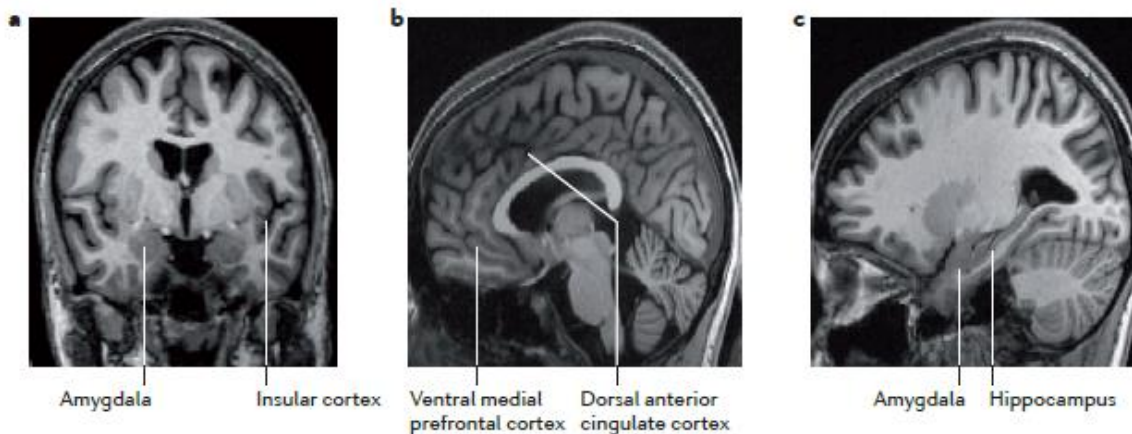 a
b
c
Amygdala
Insular cortex
Ventral medial
prefrontal cortex
Dorsal anterior
cingulate cortex
Amygdala
Hippocampus